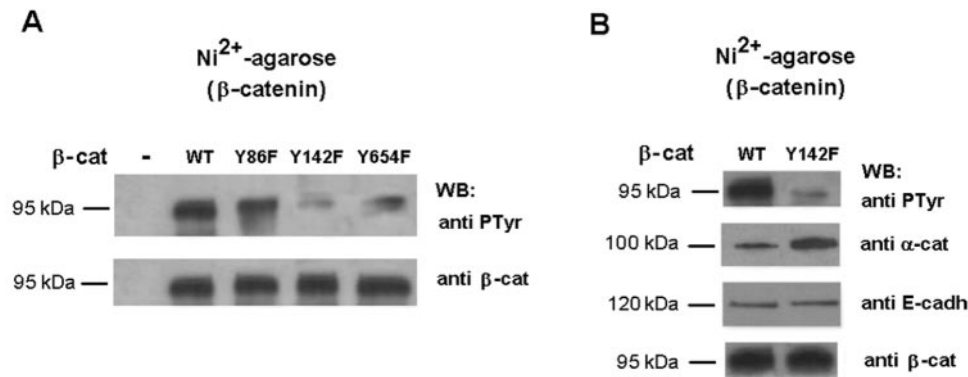 A
Ni2+-agarose
(β-catenin)
β-cat - WT Y86F Y142F Y654F
95 kDa
WB:
anti PTyr
95 kDa
anti β-cat
B
Ni2+-agarose
(β-catenin)
β-cat WT Y142F
95 kDa
WB:
anti PTyr
100 kDa
anti α-cat
120 kDa
anti E-cadh
95 kDa
anti β-cat